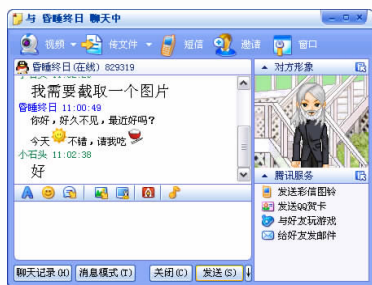 与 昏睡终日 聊天中
视频 传文件 短信 邀请 窗口
昏睡终日(在线) 829319
我需要截取一个图片
昏睡终日 11:00:49
你好，好久不见，最近好吗？
今天 不错，请我吃
小石头 11:02:38
好
聊天记录(H) 消息模式(T) 关闭(C) 发送(S)
对方形象
腾讯服务
发送彩信图铃
发送QQ贺卡
与好友玩游戏
给好友发邮件